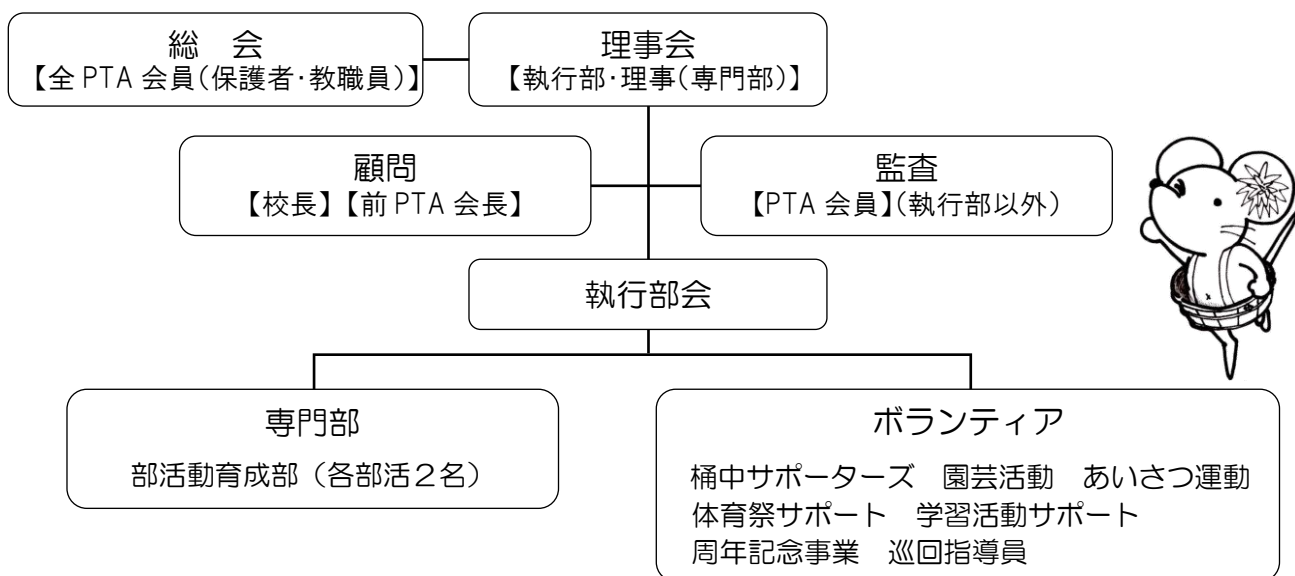 総　会
【全 PTA 会員(保護者・教職員)】
理事会
【執行部・理事(専門部)】
顧問
【校長】【前 PTA 会長】
監査
【PTA 会員】(執行部以外)
執行部会
専門部
部活動育成部（各部活２名）
ボランティア
桶中サポーターズ　園芸活動　あいさつ運動
体育祭サポート　学習活動サポート
周年記念事業　巡回指導員